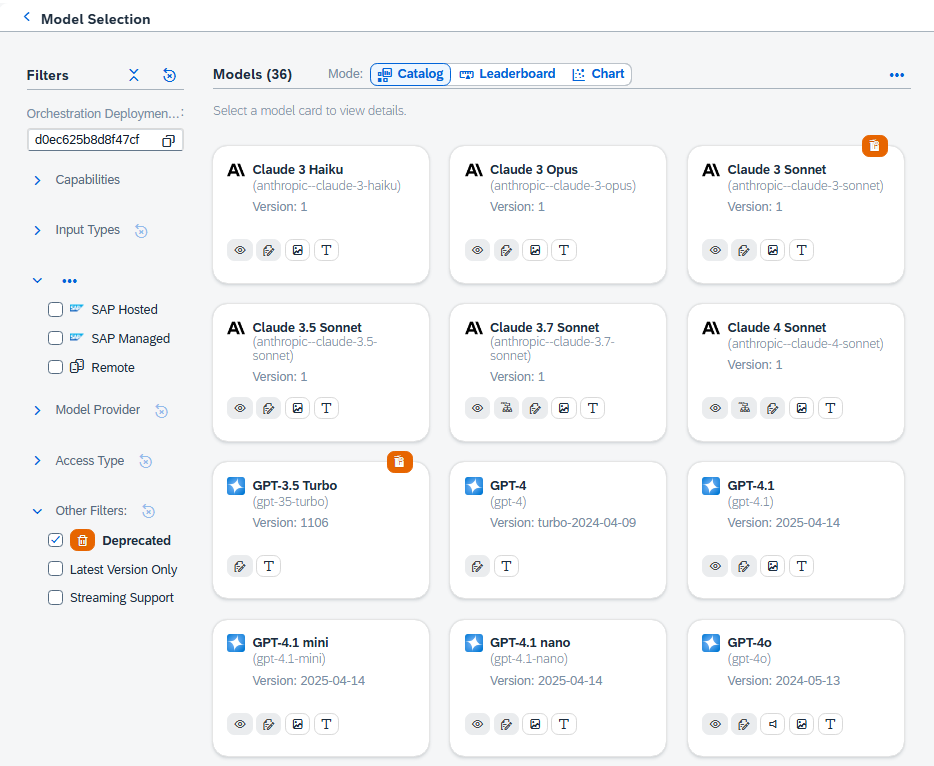 Model Selection
Filters
Orchestration Deploymen...:
d0ec625b8d8f47cf
Capabilities
Input Types
...
SAP SAP Hosted
SAP SAP Managed
Remote
Model Provider
Access Type
Other Filters:
Deprecated
Latest Version Only
Streaming Support
Models (36)
Mode:
Catalog
Leaderboard
Chart
...
Select a model card to view details.
Claude 3 Haiku
(anthropic--claude-3-haiku)
Version: 1
T
Claude 3 Opus
(anthropic--claude-3-opus)
Version: 1
T
Claude 3 Sonnet
(anthropic--claude-3-sonnet)
Version: 1
T
Claude 3.5 Sonnet
(anthropic--claude-3.5-
sonnet)
Version: 1
T
Claude 3.7 Sonnet
(anthropic--claude-3.7-
sonnet)
Version: 1
T
Claude 4 Sonnet
(anthropic--claude-4-sonnet)
Version: 1
T
GPT-3.5 Turbo
(gpt-35-turbo)
Version: 1106
T
GPT-4
(gpt-4)
Version: turbo-2024-04-09
T
GPT-4.1
(gpt-4.1)
Version: 2025-04-14
T
GPT-4.1 mini
(gpt-4.1-mini)
Version: 2025-04-14
T
GPT-4.1 nano
(gpt-4.1-nano)
Version: 2025-04-14
T
GPT-4o
(gpt-4o)
Version: 2024-05-13
T